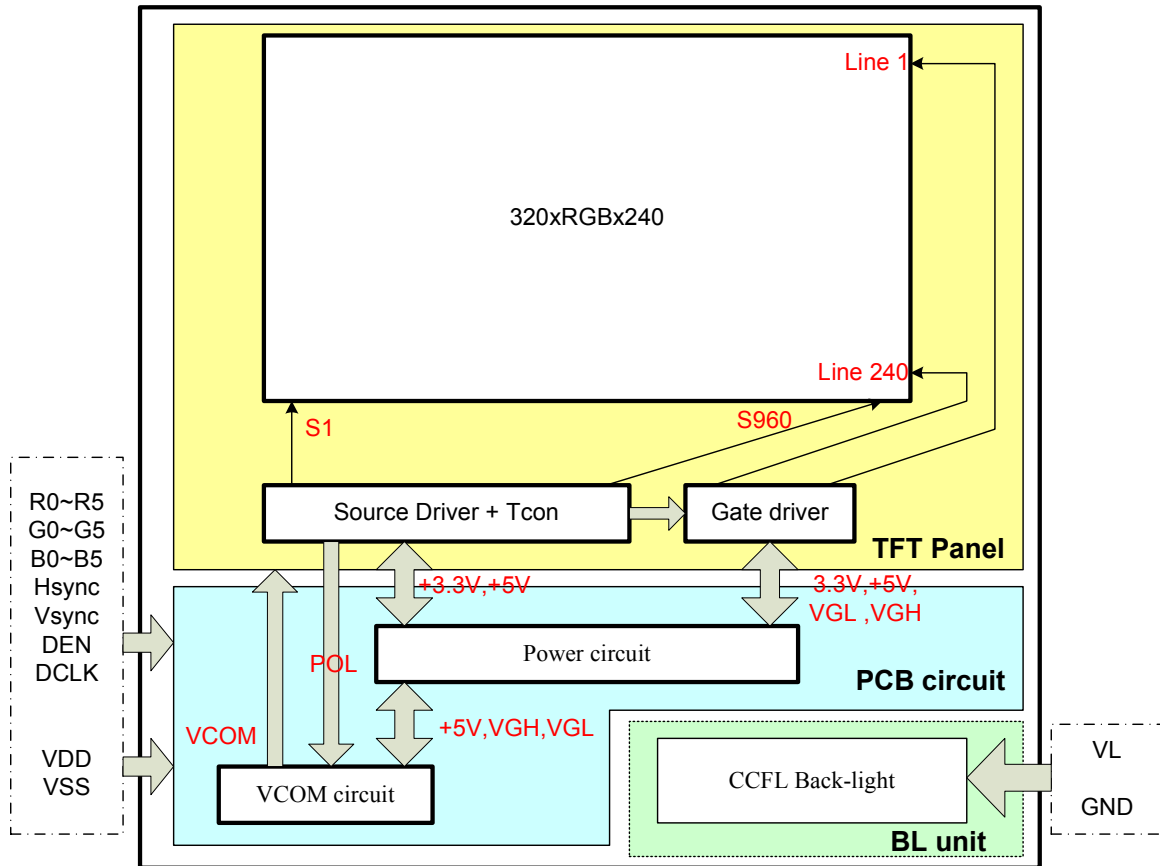 Line 1
320xRGBx240
Line 240
S1
S960
Source Driver + Tcon
Gate driver
TFT Panel
R0~R5
G0~G5
B0~B5
Hsync
Vsync
DEN
DCLK
VDD
VSS
+3.3V,+5V
3.3V,+5V,
VGL ,VGH
POL
Power circuit
PCB circuit
VCOM
+5V,VGH,VGL
VCOM circuit
CCFL Back-light
BL unit
VL
GND